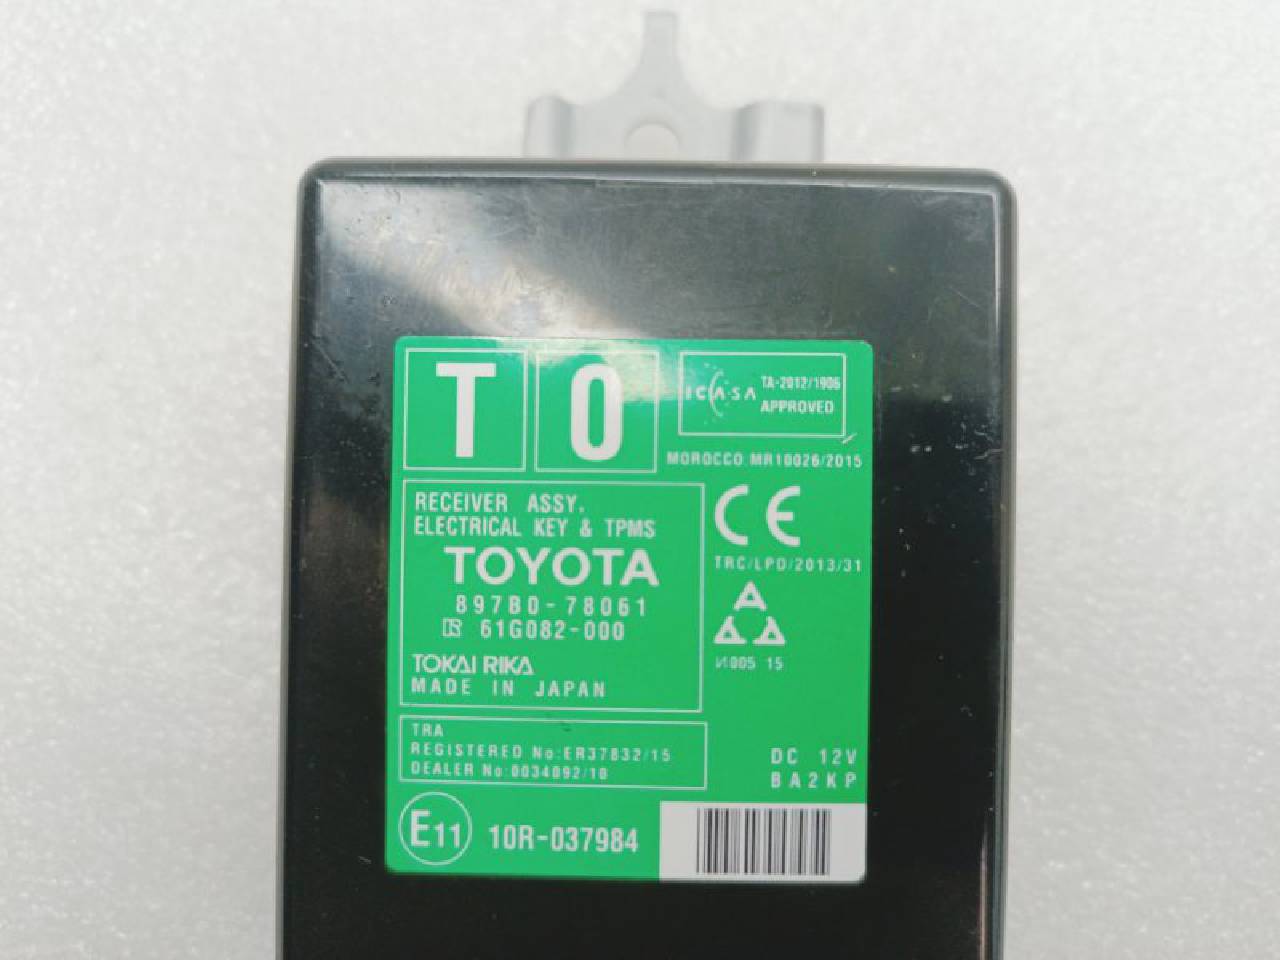 T 0
ICASA TA-2012/1906
APPROVED
MOROCCO MR10026/2015
RECEIVER ASSY,
ELECTRICAL KEY & TPMS
TOYOTA
897B0-78061
61G082-000
TOKAI RIKA
MADE IN JAPAN
CE
TRC/LPD/2013/31
И005 15
TRA
REGISTERED No:ER37832/15
DEALER No:0034092/10
DC 12V
BA2KP
E11 10R-037984